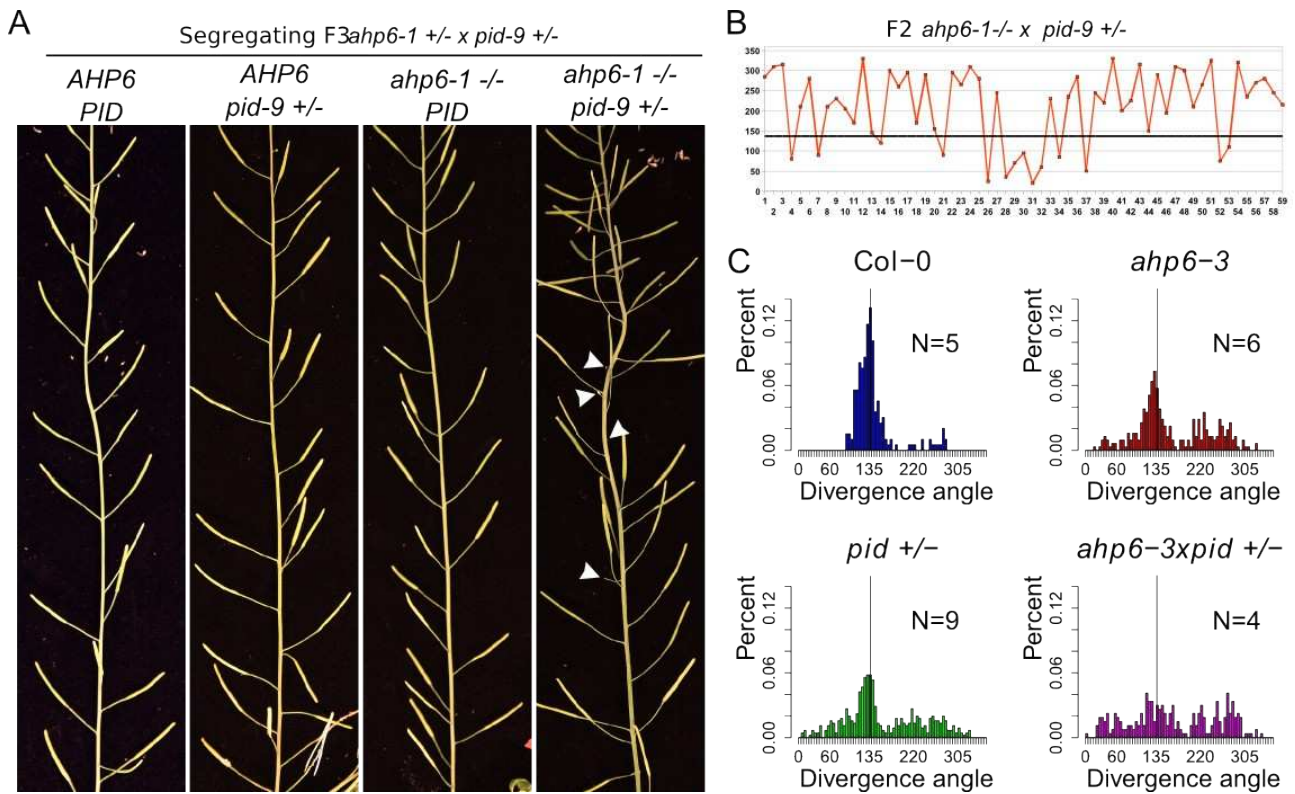 A
Segregating F3ahp6-1 +/- x pid-9 +/-
AHP6
PID
AHP6
pid-9 +/-
ahp6-1 -/-
PID
ahp6-1 -/-
pid-9 +/-
B
F2 ahp6-1-/- x pid-9 +/-
350
300
250
200
150
100
50
0
1 3 5 7 9 11 13 15 17 19 21 23 25 27 29 31 33 35 37 39 41 43 45 47 49 51 53 55 57 59
2 4 6 8 10 12 14 16 18 20 22 24 26 28 30 32 34 36 38 40 42 44 46 48 50 52 54 56 58
C
Col-0
Percent
0.12
0.06
0.00
N=5
0 60 135 220 305
Divergence angle
ahp6-3
Percent
0.12
0.06
0.00
N=6
0 60 135 220 305
Divergence angle
pid +/-
Percent
0.12
0.06
0.00
N=9
0 60 135 220 305
Divergence angle
ahp6-3xpid +/-
Percent
0.12
0.06
0.00
N=4
0 60 135 220 305
Divergence angle